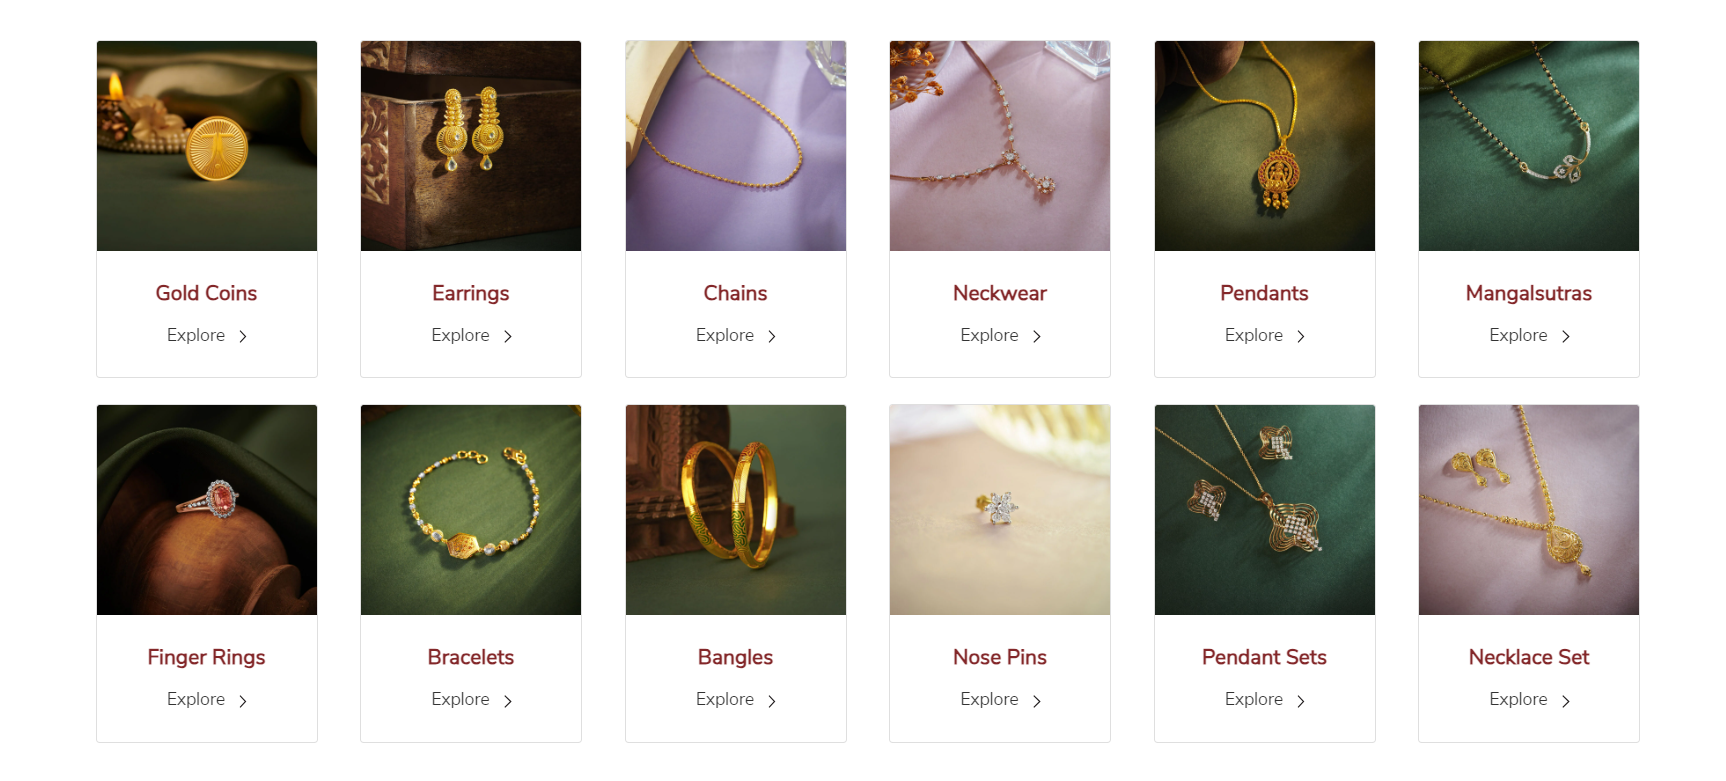 Gold Coins
Explore
Earrings
Explore
Chains
Explore
Neckwear
Explore
Pendants
Explore
Mangalsutras
Explore
Finger Rings
Explore
Bracelets
Explore
Bangles
Explore
Nose Pins
Explore
Pendant Sets
Explore
Necklace Set
Explore